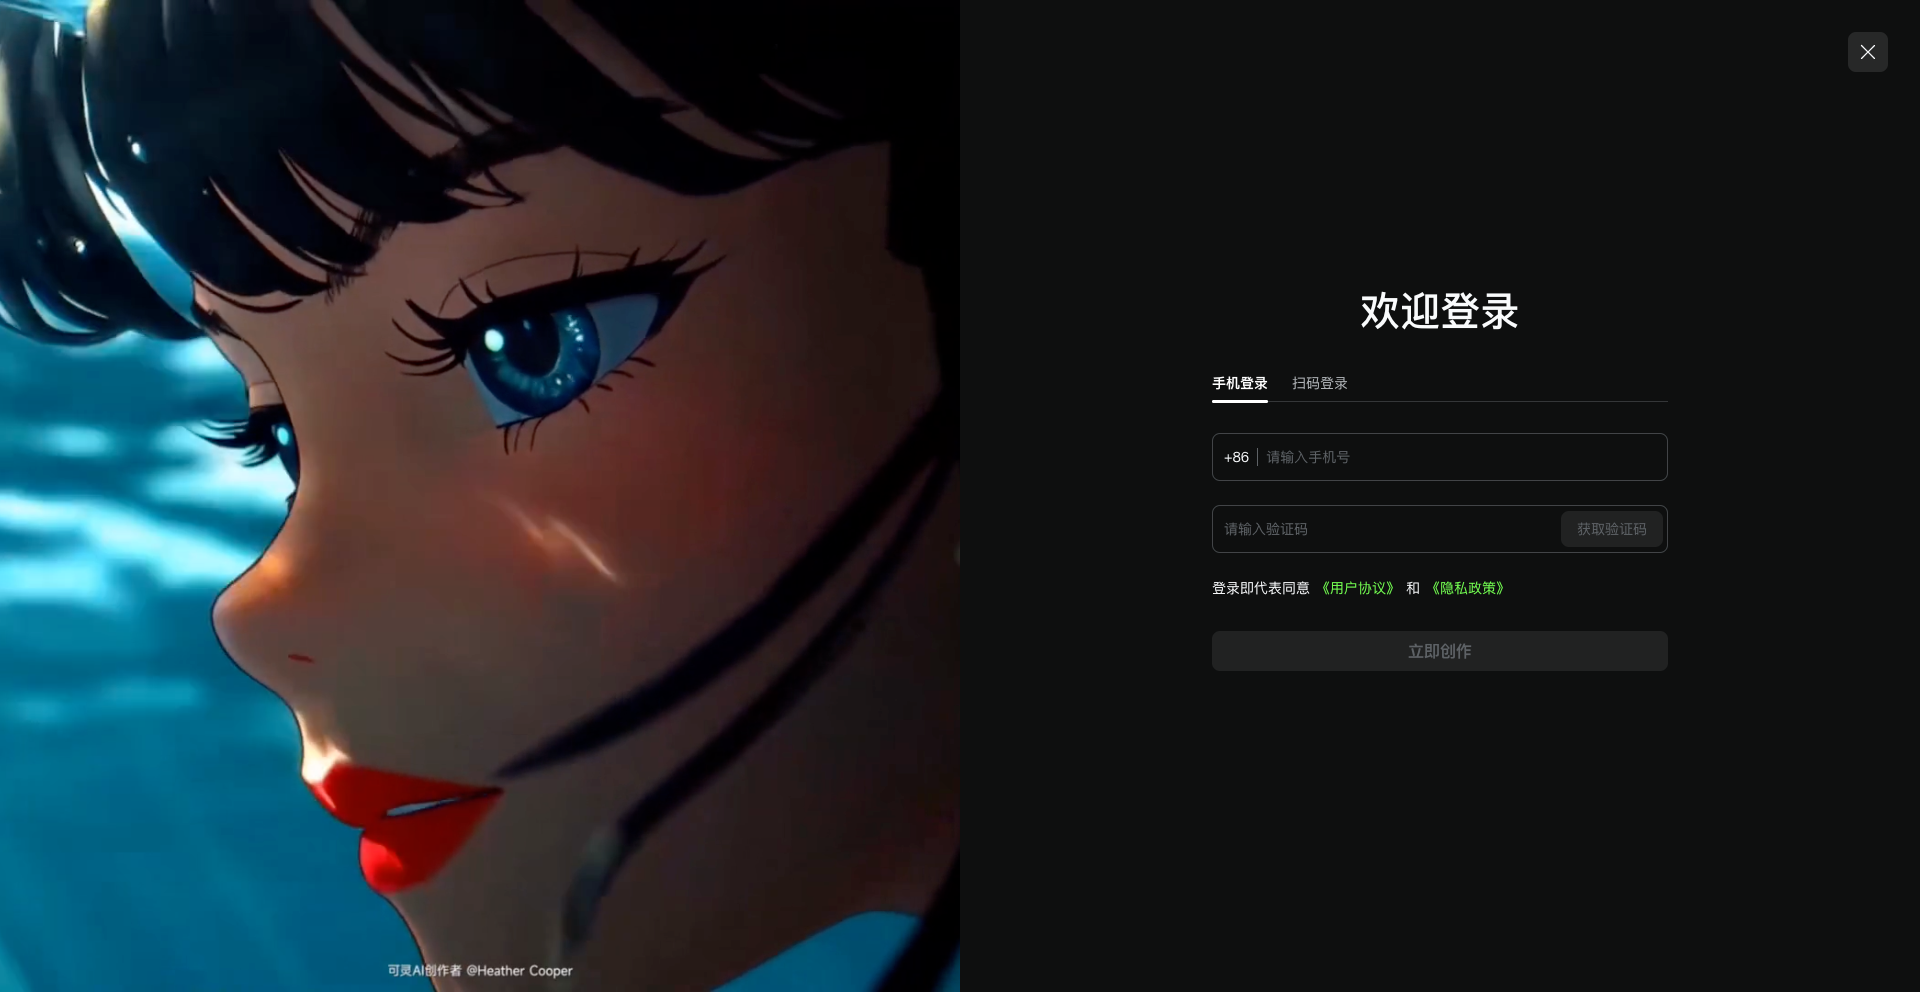 欢迎登录
手机登录 扫码登录
+86 请输入手机号
请输入验证码 获取验证码
登录即代表同意 《用户协议》 和 《隐私政策》
立即创作
可灵AI创作者 @Heather Cooper